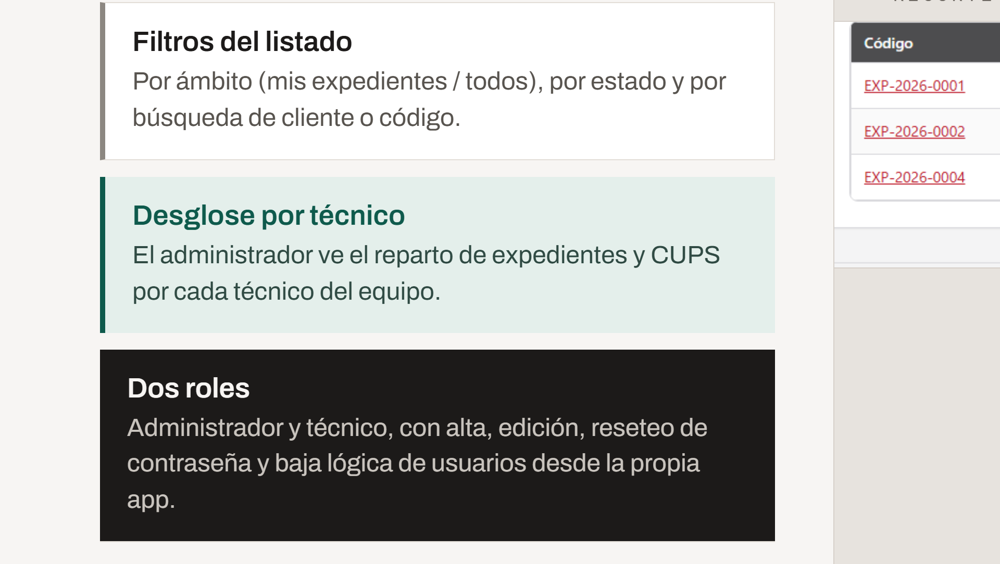 Filtros del listado
Por ámbito (mis expedientes / todos), por estado y por
búsqueda de cliente o código.
Desglose por técnico
El administrador ve el reparto de expedientes y CUPS
por cada técnico del equipo.
Dos roles
Administrador y técnico, con alta, edición, reseteo de
contraseña y baja lógica de usuarios desde la propia
app.
Código
EXP-2026-0001
EXP-2026-0002
EXP-2026-0004